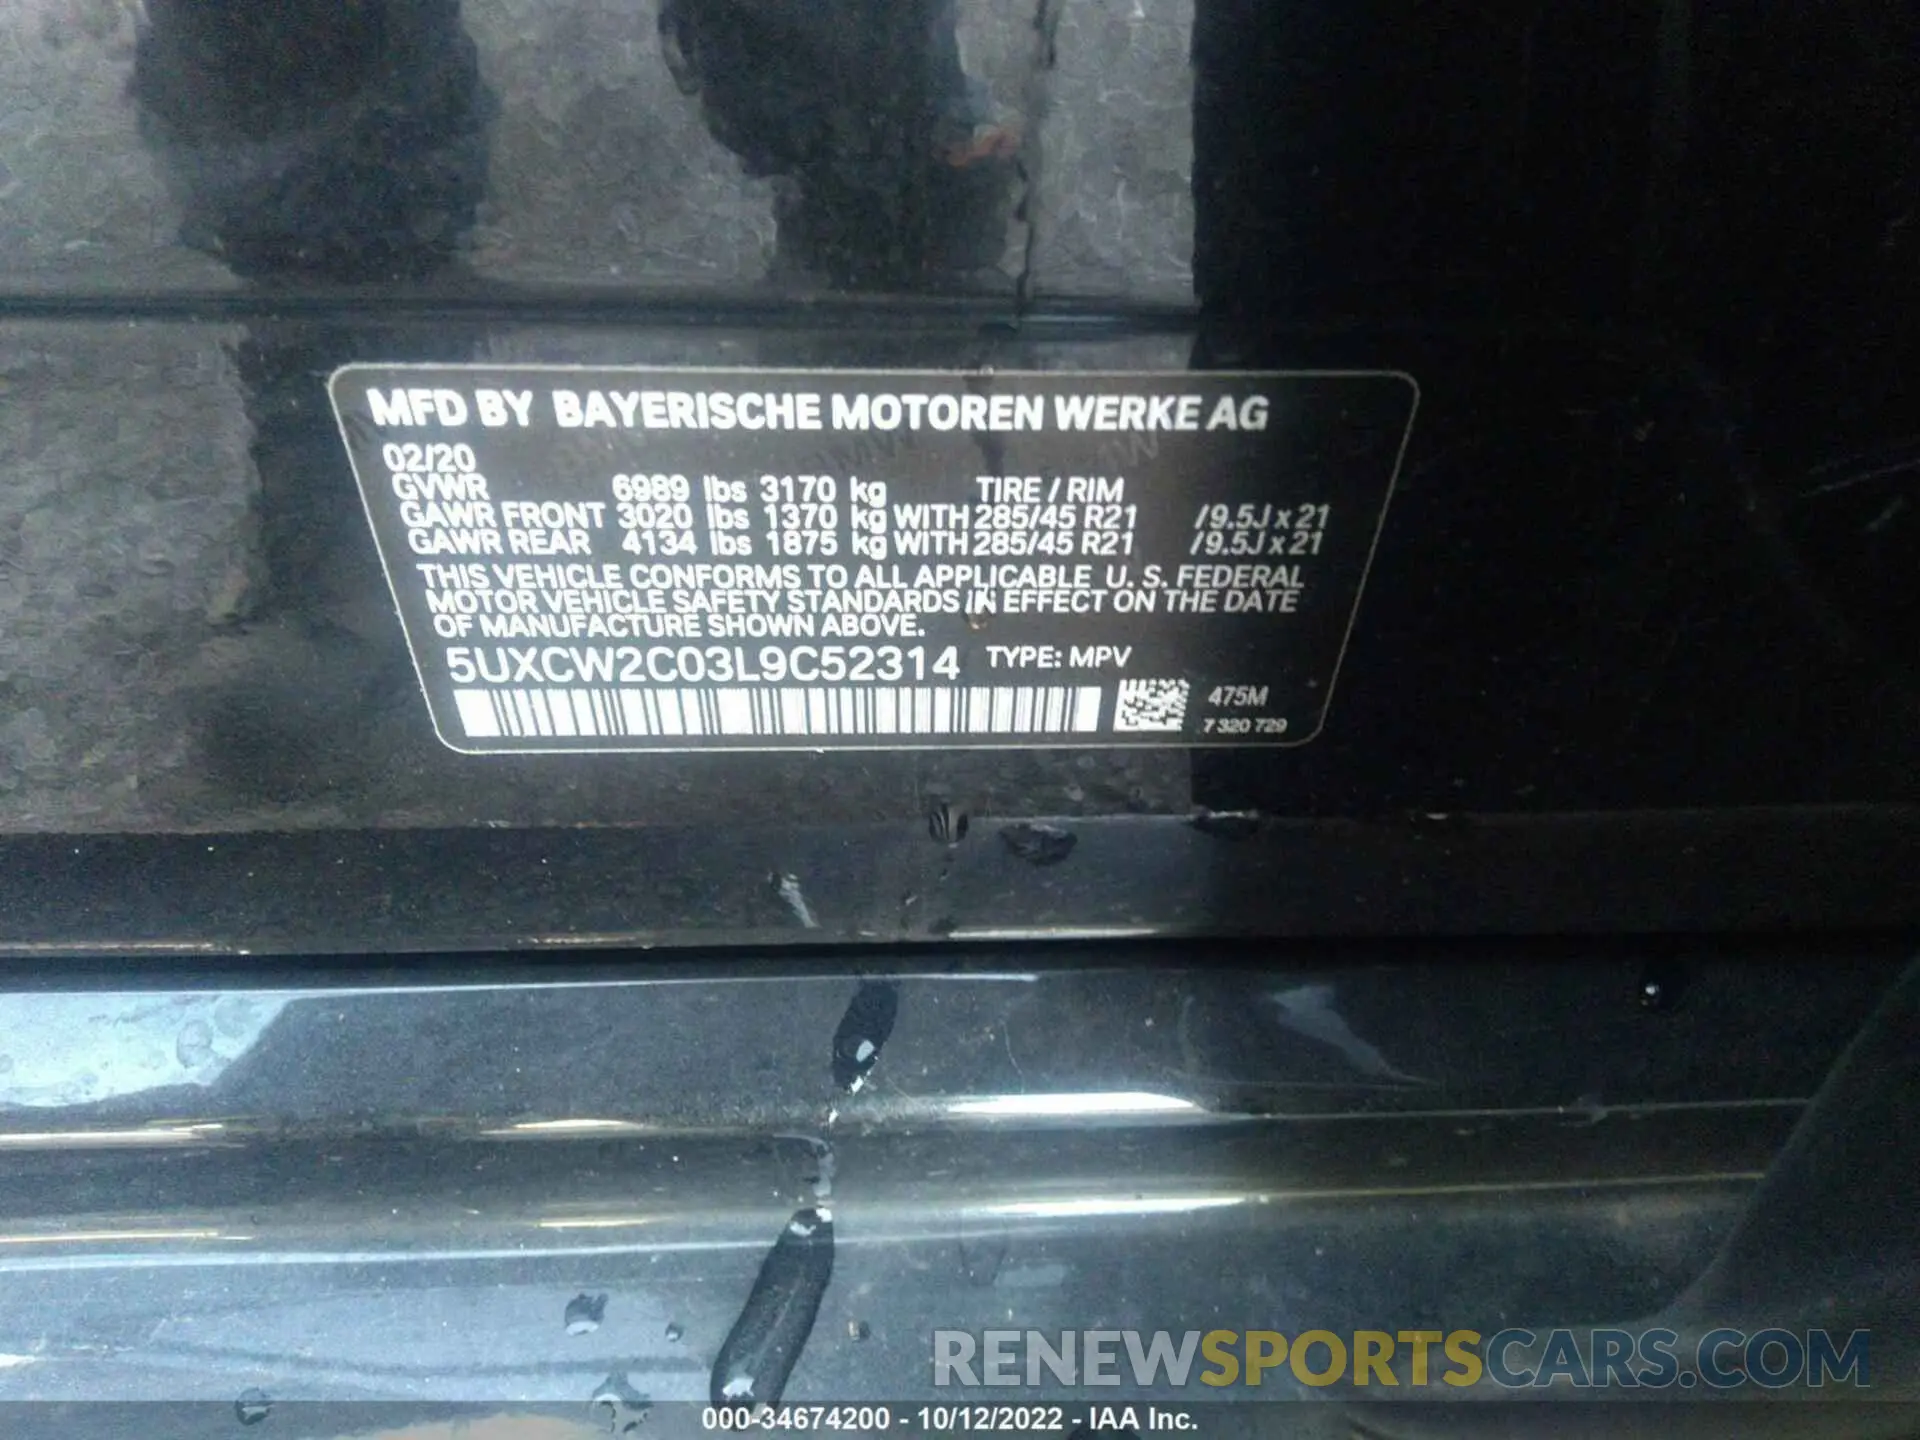 MFD BY BAYERISCHE MOTOREN WERKE AG
02/20
GVWR 6989 lbs 3170 kg TIRE / RIM
GAWR FRONT 3020 lbs 1370 kg WITH 285/45 R21 /9.5J x 21
GAWR REAR 4134 lbs 1875 kg WITH 285/45 R21 /9.5J x 21
THIS VEHICLE CONFORMS TO ALL APPLICABLE U. S. FEDERAL
MOTOR VEHICLE SAFETY STANDARDS IN EFFECT ON THE DATE
OF MANUFACTURE SHOWN ABOVE.
5UXCW2C03L9C52314 TYPE: MPV
475M
7 320 729
RENEWSPORTSCARS.COM
000-34674200 - 10/12/2022 - IAA Inc.